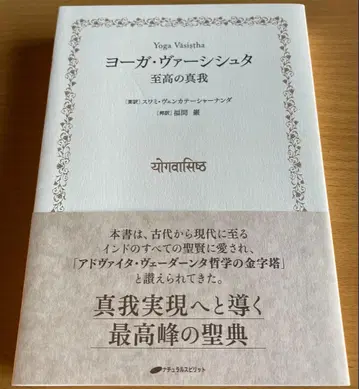 Yoga Vāsiṣṭha
ヨーガ・ヴァーシシュタ
至高の真我
［英訳］スワミ・ヴェンカテーシャーナンダ
［邦訳］福間 巖
योगवासिष्ठ
本書は、古代から現代に至る
インドのすべての聖賢に愛され、
「アドヴァイタ・ヴェーダーンタ哲学の金字塔」
と讃えられてきた。
真我実現へと導く
最高峰の聖典
ナチュラルスピリット